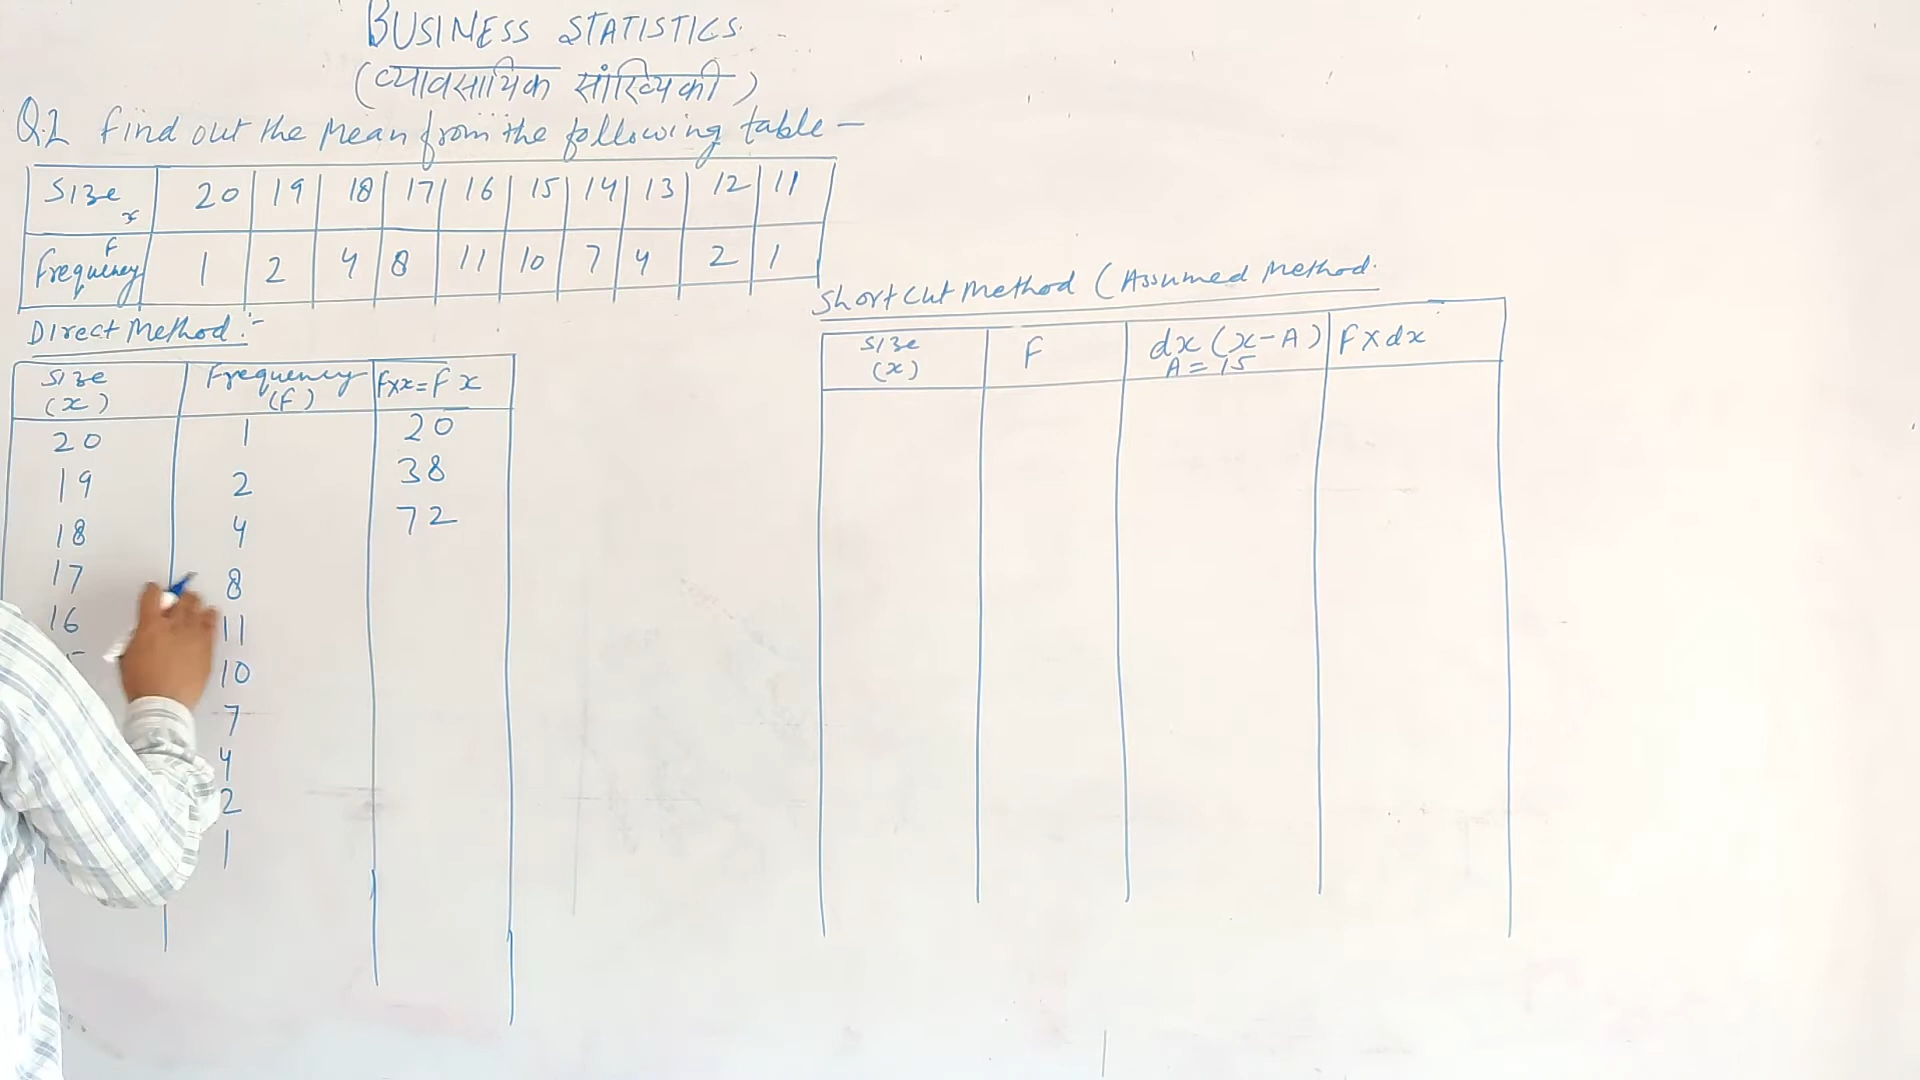 BUSINESS STATISTICS
(व्यावसायिक सांख्यिकी)
Q.2 Find out the Mean from the following table –
Size x 20 19 18 17 16 15 14 13 12 11
Frequency F 1 2 4 8 11 10 7 4 2 1
Direct Method :-
Size (x) Frequency (F) F×x=Fx
20 1 20
19 2 38
18 4 72
17 8
16 11
10
7
4
2
1
Short Cut Method (Assumed Method.
Size (x) F dx (x-A) A=15 F×dx